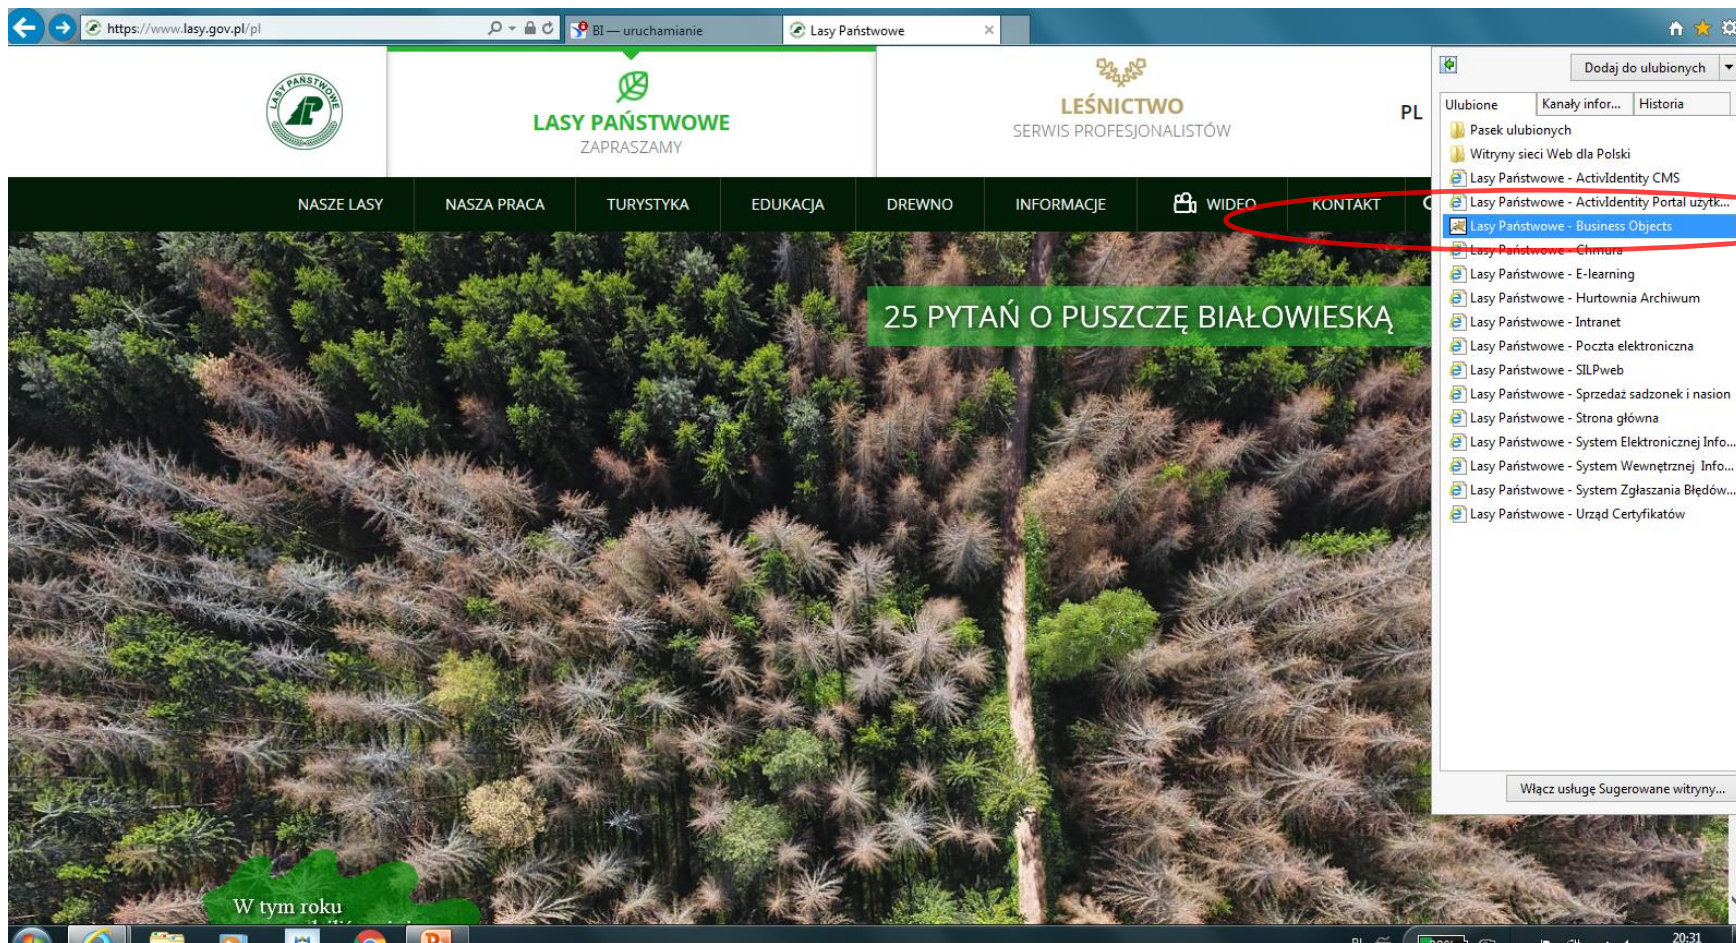 https://www.lasy.gov.pl/pl
BI — uruchamianie
Lasy Państwowe
LASY PAŃSTWOWE
LASY PAŃSTWOWE
ZAPRASZAMY
LEŚNICTWO
SERWIS PROFESJONALISTÓW
PL
NASZE LASY
NASZA PRACA
TURYSTYKA
EDUKACJA
DREWNO
INFORMACJE
WIDEO
KONTAKT
25 PYTAŃ O PUSZCZĘ BIAŁOWIESKĄ
W tym roku
Dodaj do ulubionych
Ulubione
Kanały infor...
Historia
Pasek ulubionych
Witryny sieci Web dla Polski
Lasy Państwowe - ActivIdentity CMS
Lasy Państwowe - ActivIdentity Portal użytk...
Lasy Państwowe - Business Objects
Lasy Państwowe - Chmura
Lasy Państwowe - E-learning
Lasy Państwowe - Hurtownia Archiwum
Lasy Państwowe - Intranet
Lasy Państwowe - Poczta elektroniczna
Lasy Państwowe - SILPweb
Lasy Państwowe - Sprzedaż sadzonek i nasion
Lasy Państwowe - Strona główna
Lasy Państwowe - System Elektronicznej Info...
Lasy Państwowe - System Wewnętrznej Info...
Lasy Państwowe - System Zgłaszania Błędów...
Lasy Państwowe - Urząd Certyfikatów
Włącz usługę Sugerowane witryny...
20:31